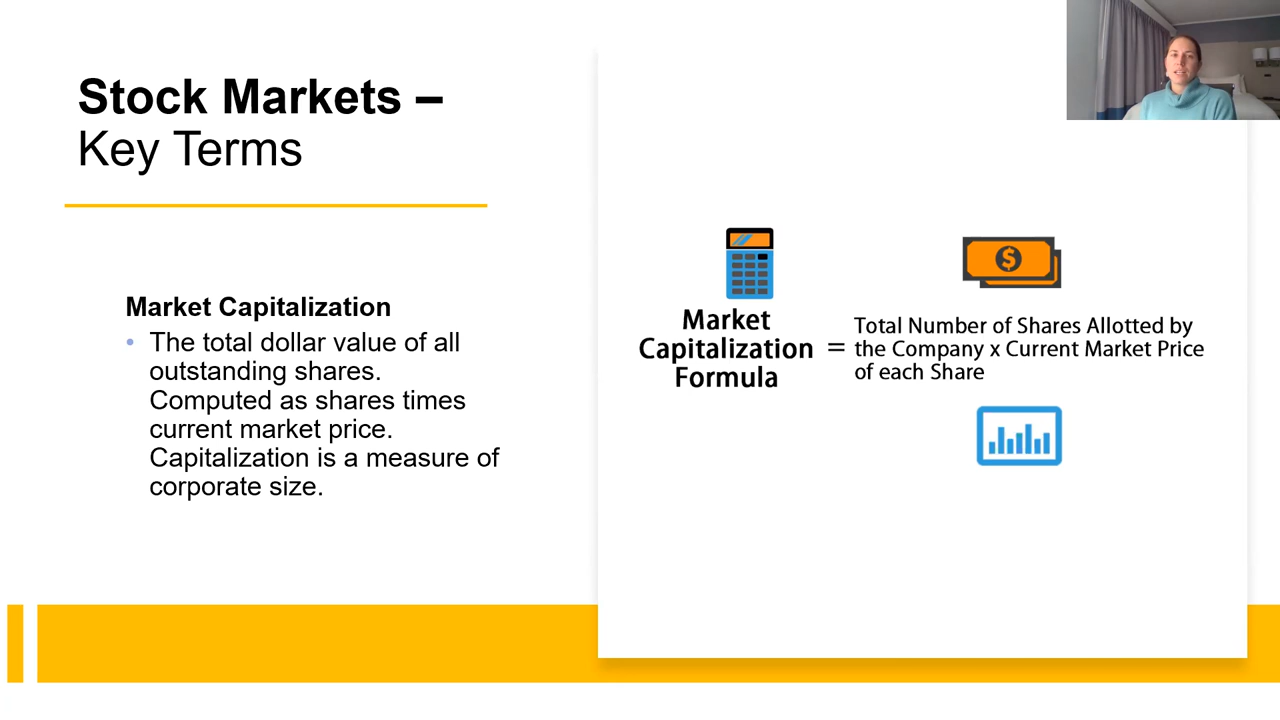 Stock Markets –
Key Terms
Market Capitalization
• The total dollar value of all
outstanding shares.
Computed as shares times
current market price.
Capitalization is a measure of
corporate size.
Market
Capitalization
Formula
=
Total Number of Shares Allotted by
the Company x Current Market Price
of each Share